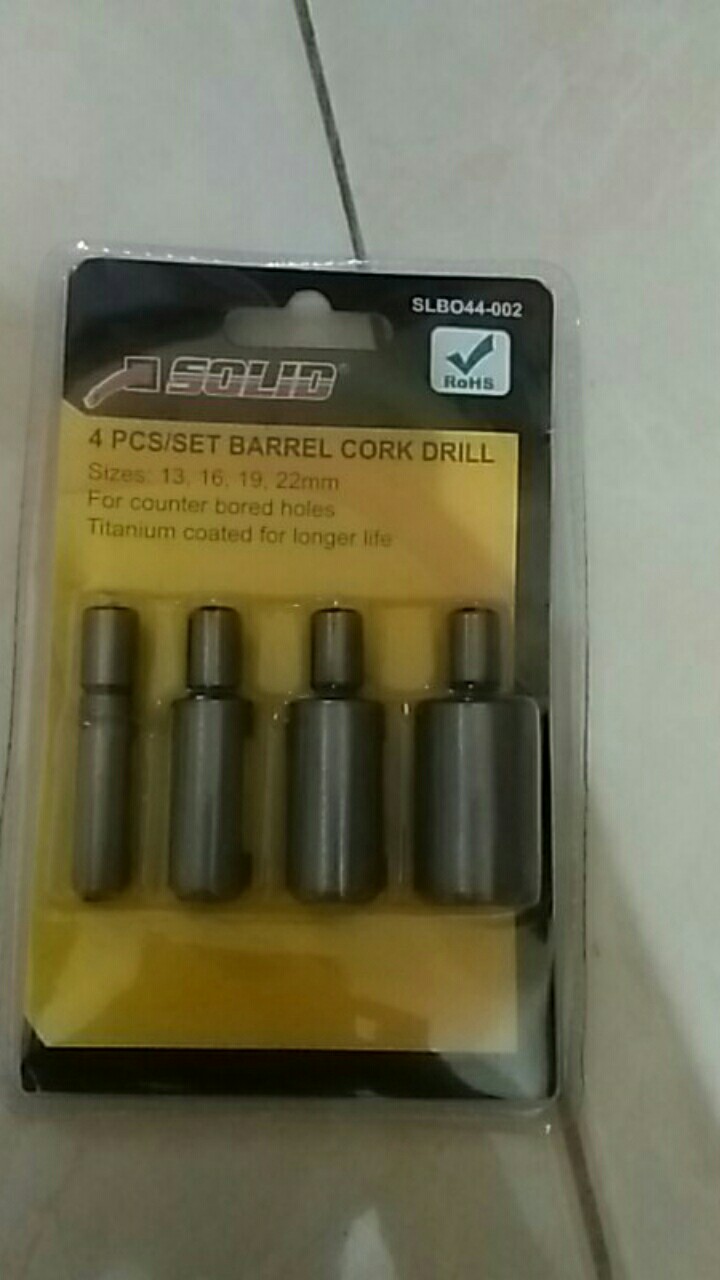 SLBO44-002
SOLID
RoHS
4 PCS/SET BARREL CORK DRILL
Sizes: 13, 16, 19, 22mm
For counter bored holes
Titanium coated for longer life